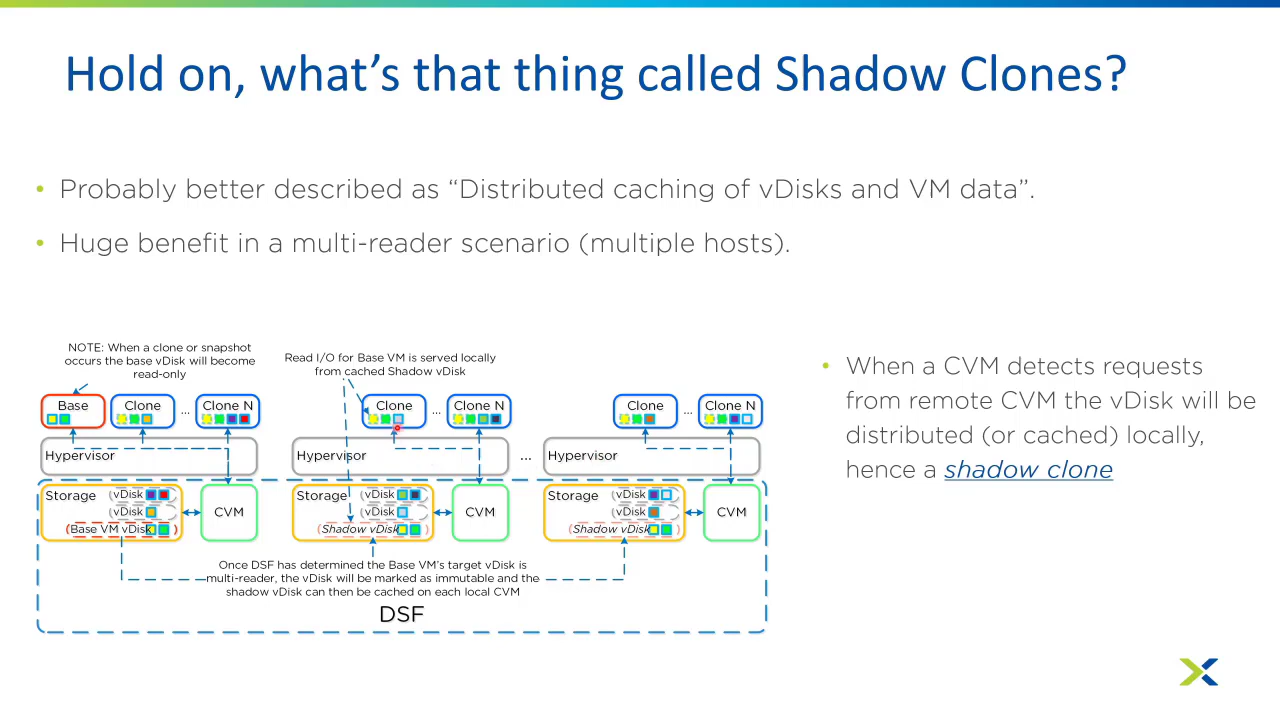 Hold on, what's that thing called Shadow Clones?
• Probably better described as “Distributed caching of vDisks and VM data”.
• Huge benefit in a multi-reader scenario (multiple hosts).
NOTE: When a clone or snapshot
occurs the base vDisk will become
read-only
Read I/O for Base VM is served locally
from cached Shadow vDisk
Base
Clone
...
Clone N
Clone
...
Clone N
Clone
...
Clone N
Hypervisor
Hypervisor
...
Hypervisor
Storage
(vDisk )
(vDisk )
(Base VM vDisk )
CVM
Storage
(vDisk )
(vDisk )
(Shadow vDisk )
CVM
Storage
(vDisk )
(vDisk )
(Shadow vDisk )
CVM
Once DSF has determined the Base VM's target vDisk is
multi-reader, the vDisk will be marked as immutable and the
shadow vDisk can then be cached on each local CVM
DSF
• When a CVM detects requests
from remote CVM the vDisk will be
distributed (or cached) locally,
hence a shadow clone